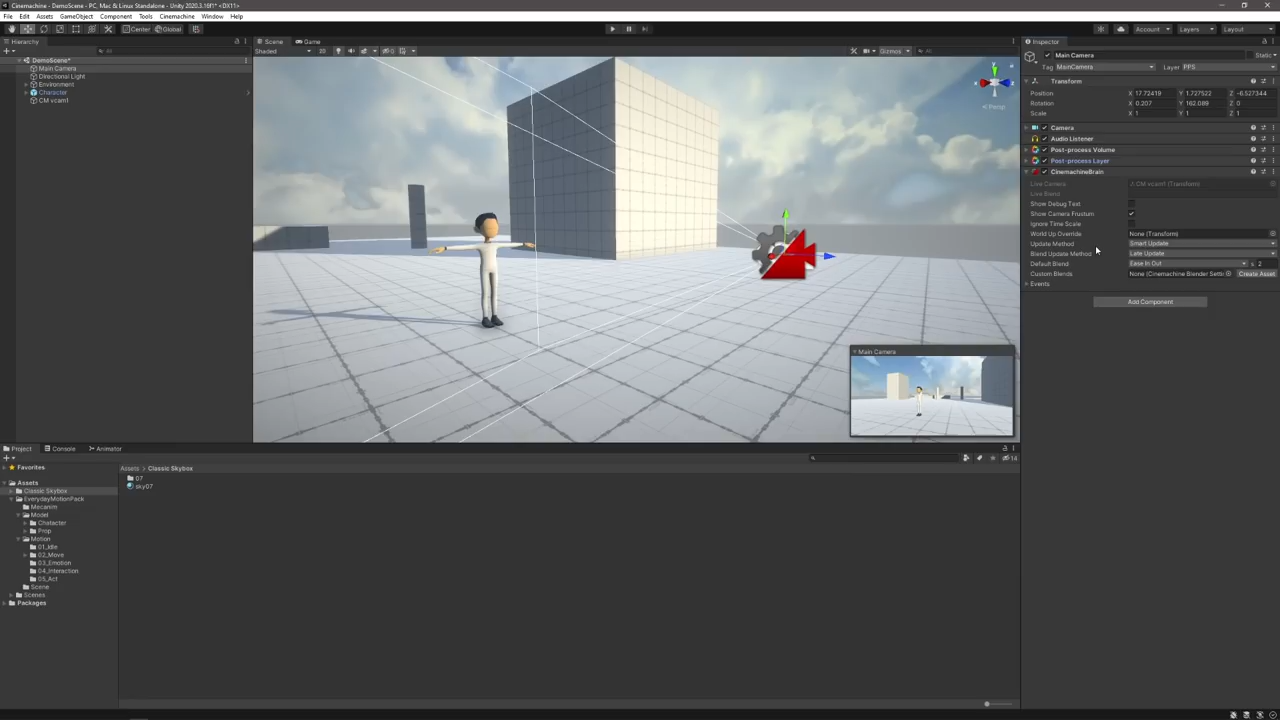 Cinemachine - DemoScene - PC, Mac & Linux Standalone - Unity 2020.3.16f1* <DX11>
File Edit Assets GameObject Component Tools Cinemachine Window Help
Center Global
Account Layers Layout
Hierarchy
All
DemoScene*
Main Camera
Directional Light
Environment
Character
CM vcam1
Scene Game
Shaded
Gizmos All
Persp
Main Camera
Inspector
Main Camera Static
Tag MainCamera Layer PPS
Transform
Position X 17.72419 Y 1.727522 Z -6.527344
Rotation X 0.207 Y 162.089 Z 0
Scale X 1 Y 1 Z 1
Camera
Audio Listener
Post-process Volume
Post-process Layer
CinemachineBrain
Live Camera CM vcam1 (Transform)
Live Blend
Show Debug Text
Show Camera Frustum
Ignore Time Scale
World Up Override None (Transform)
Update Method Smart Update
Blend Update Method Late Update
Default Blend Ease In Out s 2
Custom Blends None (Cinemachine Blender Setti Create Asset
Events
Add Component
Project Console Animator
14
Favorites
Assets
Classic Skybox
EverydayMotionPack
Mecanim
Model
Chatacter
Prop
Motion
01_Idle
02_Move
03_Emotion
04_Interaction
05_Act
Scene
Scenes
Packages
Assets > Classic Skybox
07
sky07